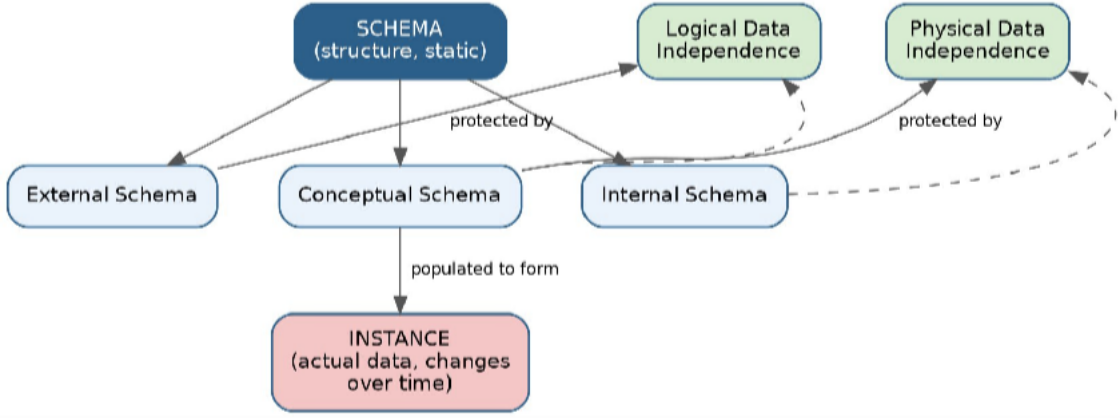 SCHEMA
(structure, static)
Logical Data
Independence
Physical Data
Independence
protected by
protected by
External Schema
Conceptual Schema
Internal Schema
populated to form
INSTANCE
(actual data, changes
over time)